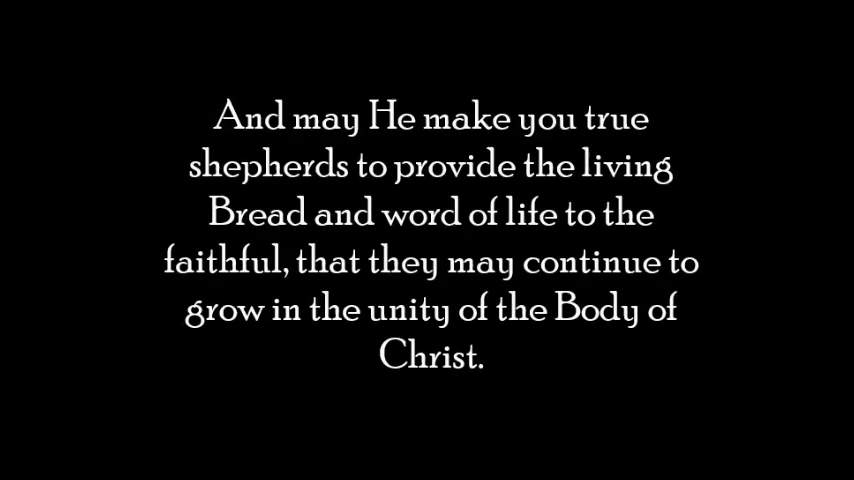 And may He make you true
shepherds to provide the living
Bread and word of life to the
faithful, that they may continue to
grow in the unity of the Body of
Christ.